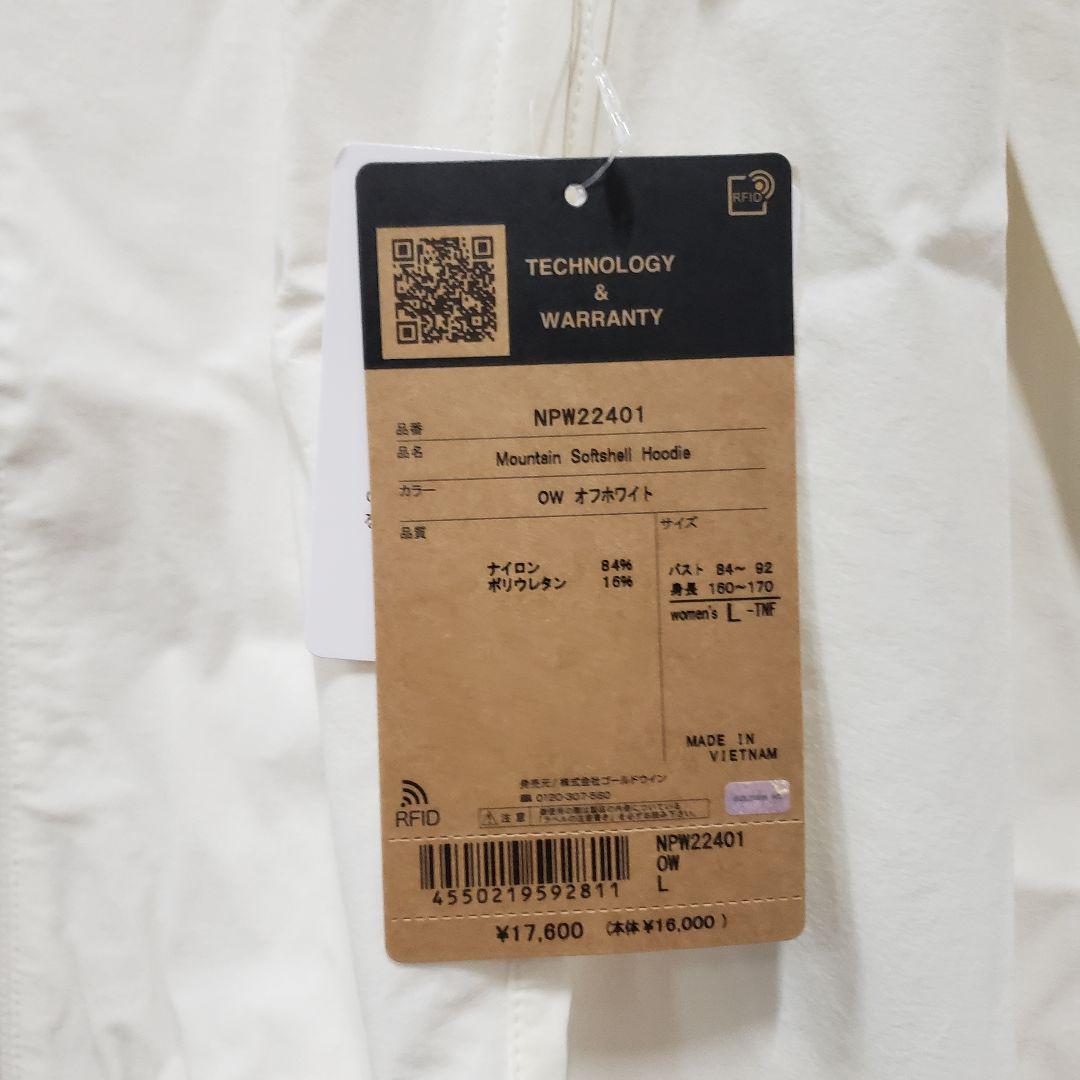 RFID
TECHNOLOGY
&
WARRANTY
品番 NPW22401
品名 Mountain Softshell Hoodie
カラー OW オフホワイト
品質
ナイロン 84%
ポリウレタン 16%
サイズ
バスト 84～ 92
身長 160～170
women's L -TNF
MADE IN
VIETNAM
発売元/株式会社ゴールドウイン
0120-307-560
RFID
注意
NPW22401
OW
L
4550219592811
¥17,600 (本体¥16,000 )